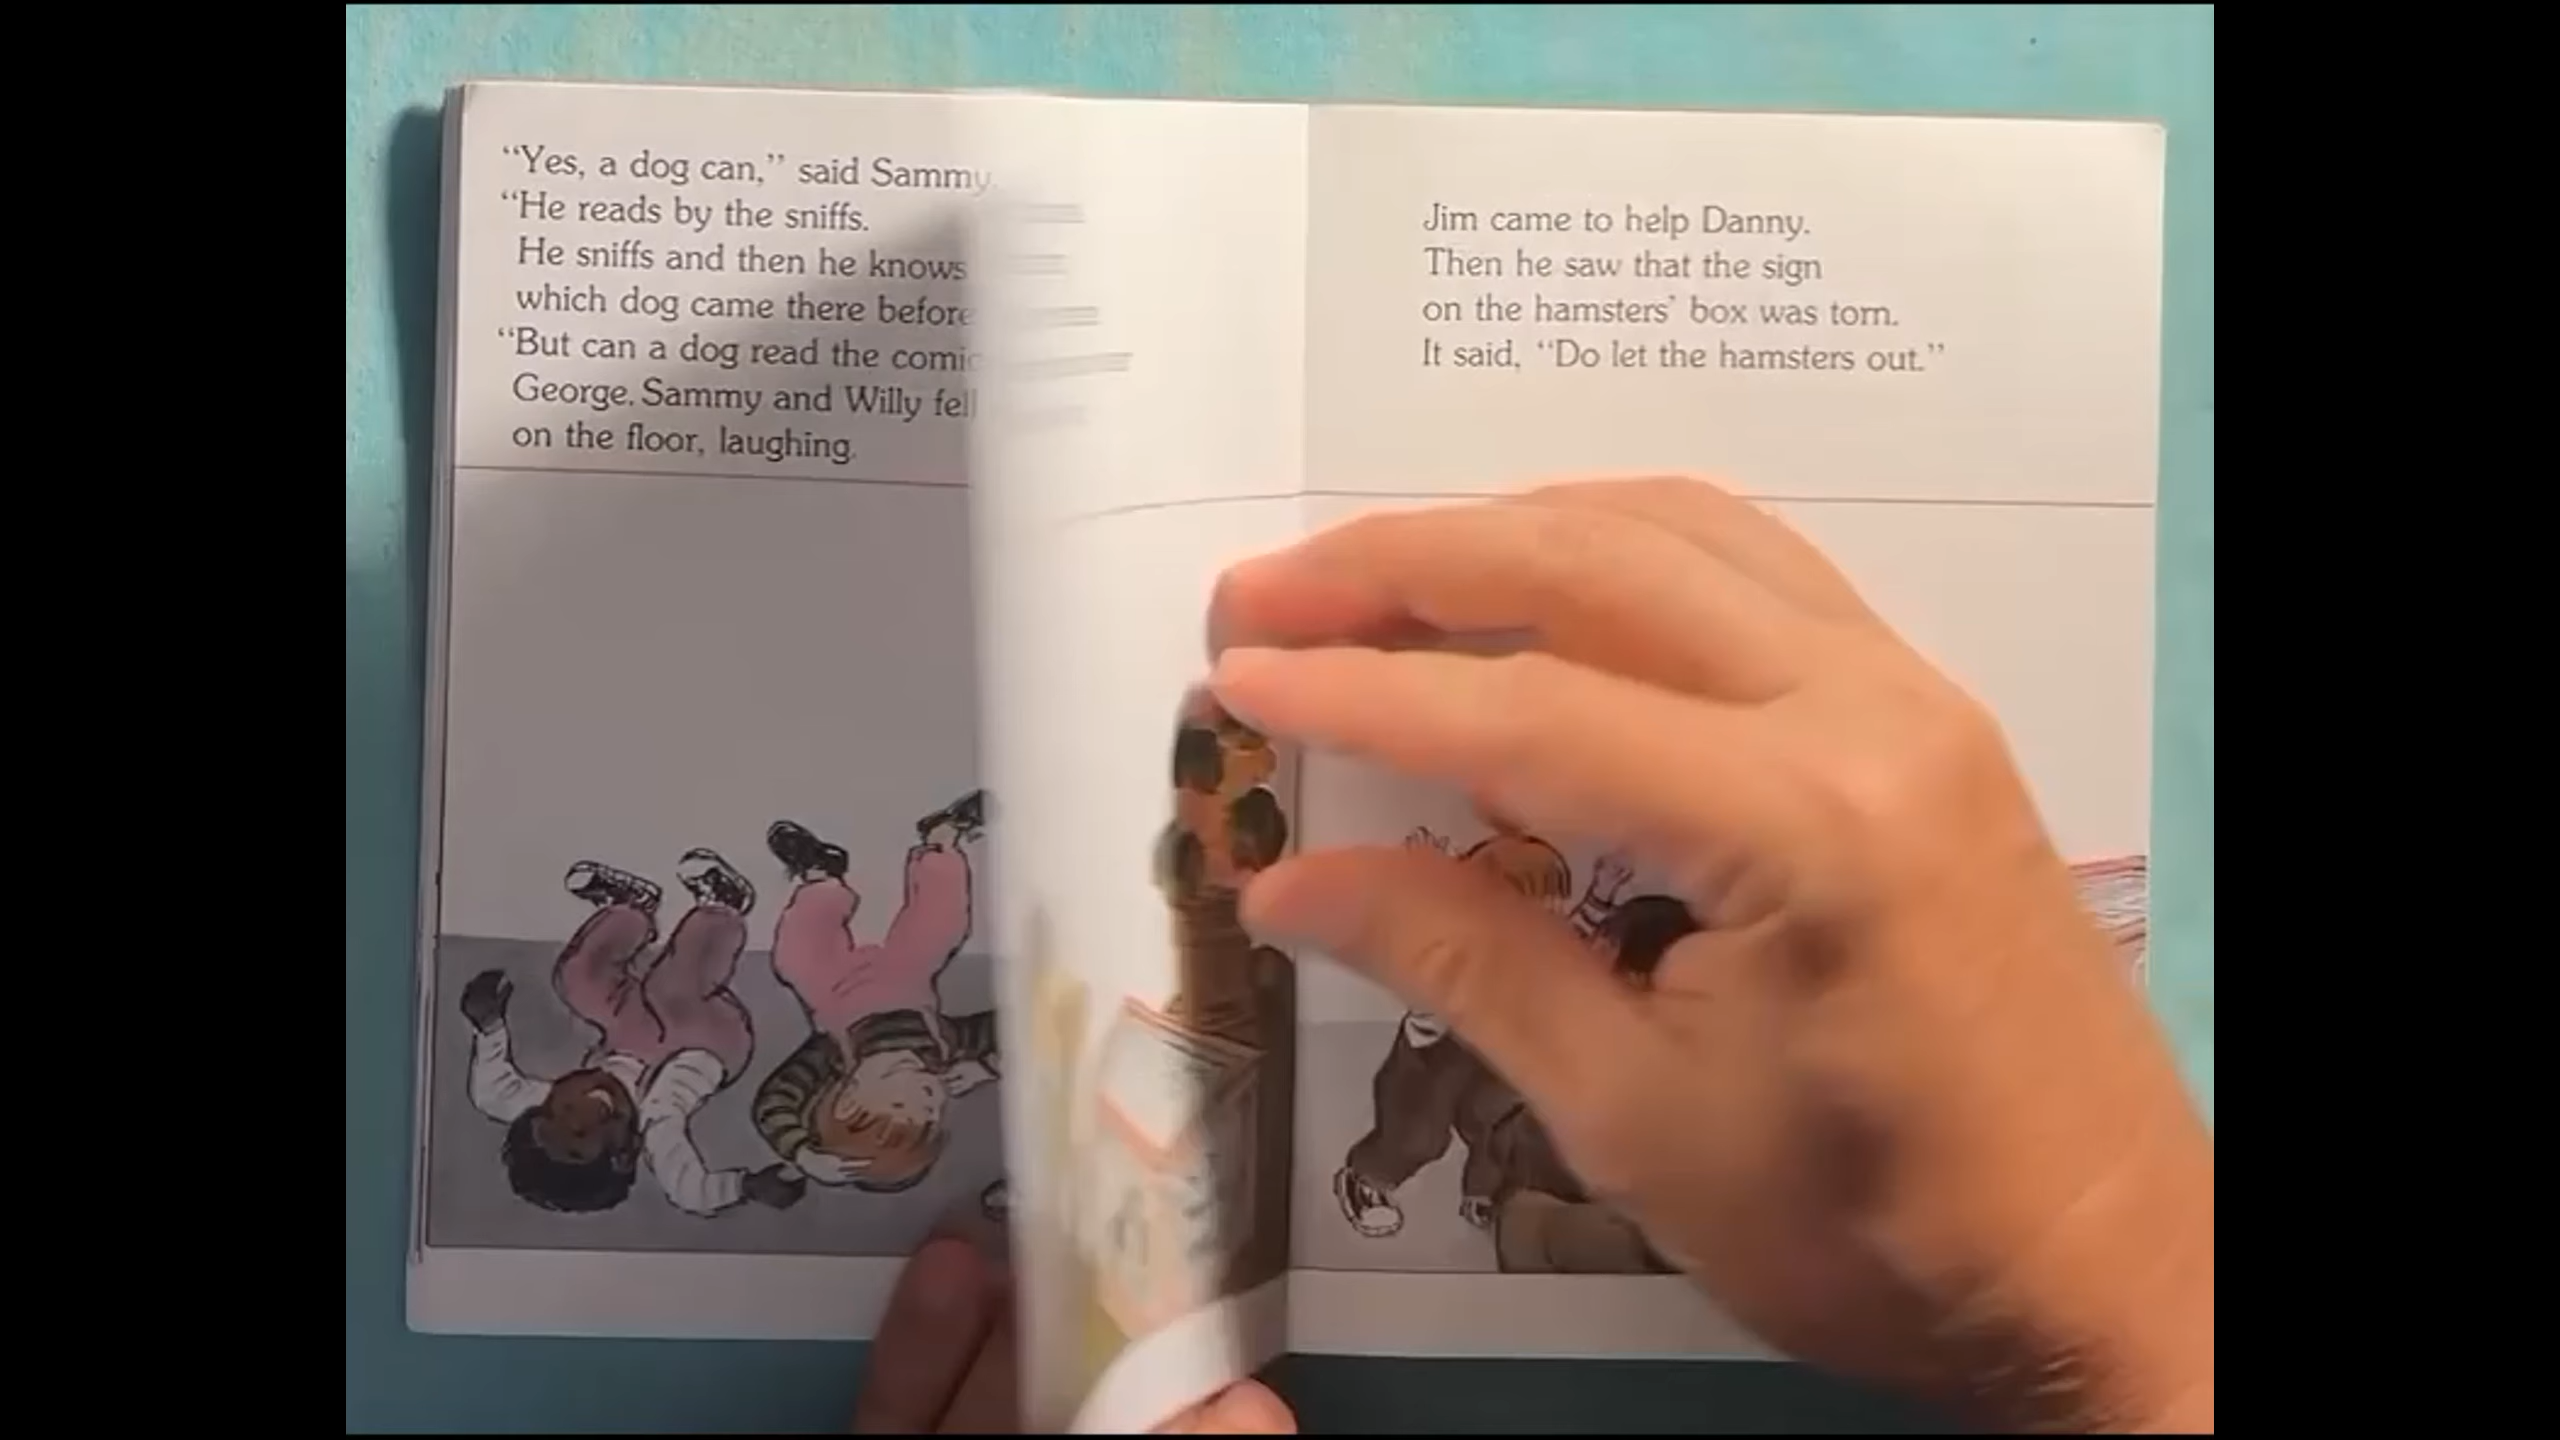 “Yes, a dog can,” said Sammy.
“He reads by the sniffs.
He sniffs and then he knows
which dog came there before
“But can a dog read the
George. Sammy and Willy fell
on the floor, laughing.
Jim came to help Danny.
Then he saw that the sign
on the hamsters’ box was torn.
It said, “Do let the hamsters out.”